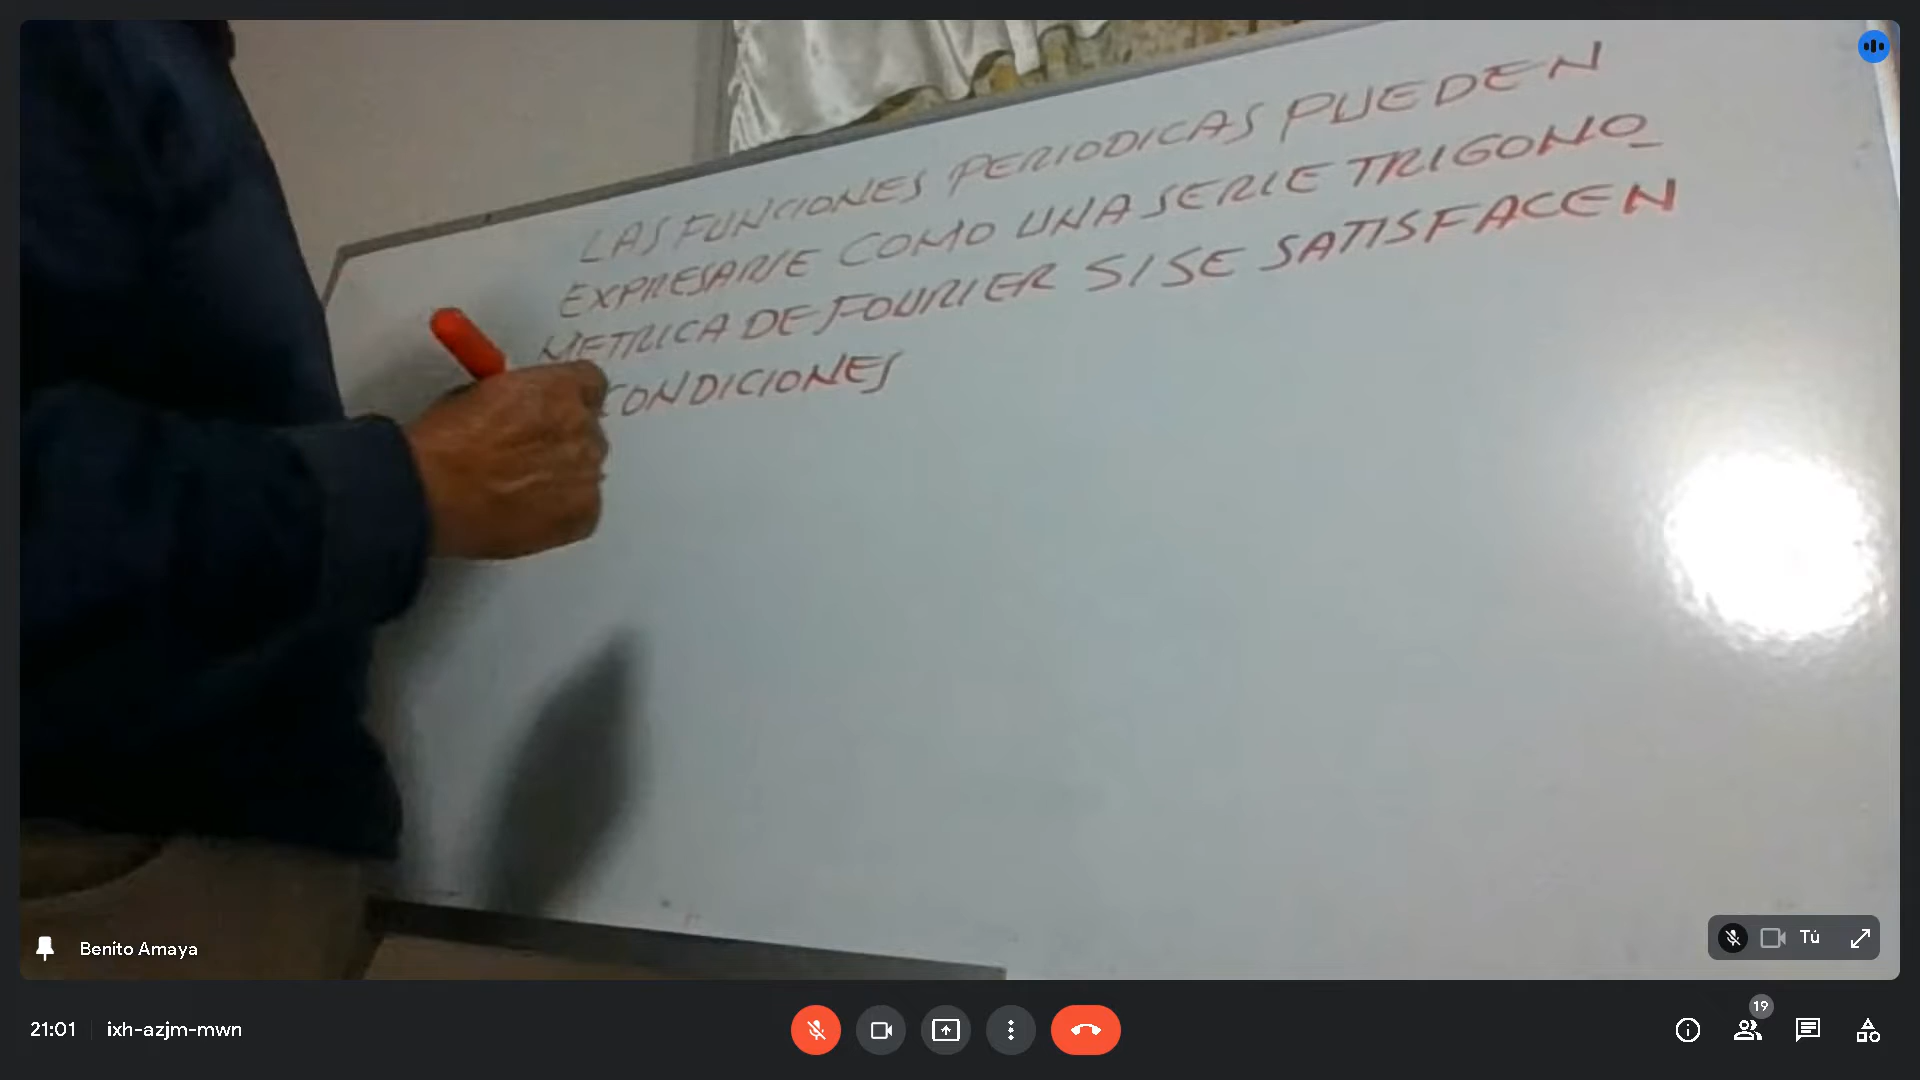 LAS FUNCIONES PERIODICAS PUEDEN
EXPRESARSE COMO UNA SERIE TRIGONO_
METRICA DE FOURIER SI SE SATISFACEN
CONDICIONES
Benito Amaya
Tú
21:01 ixh-azjm-mwn
19